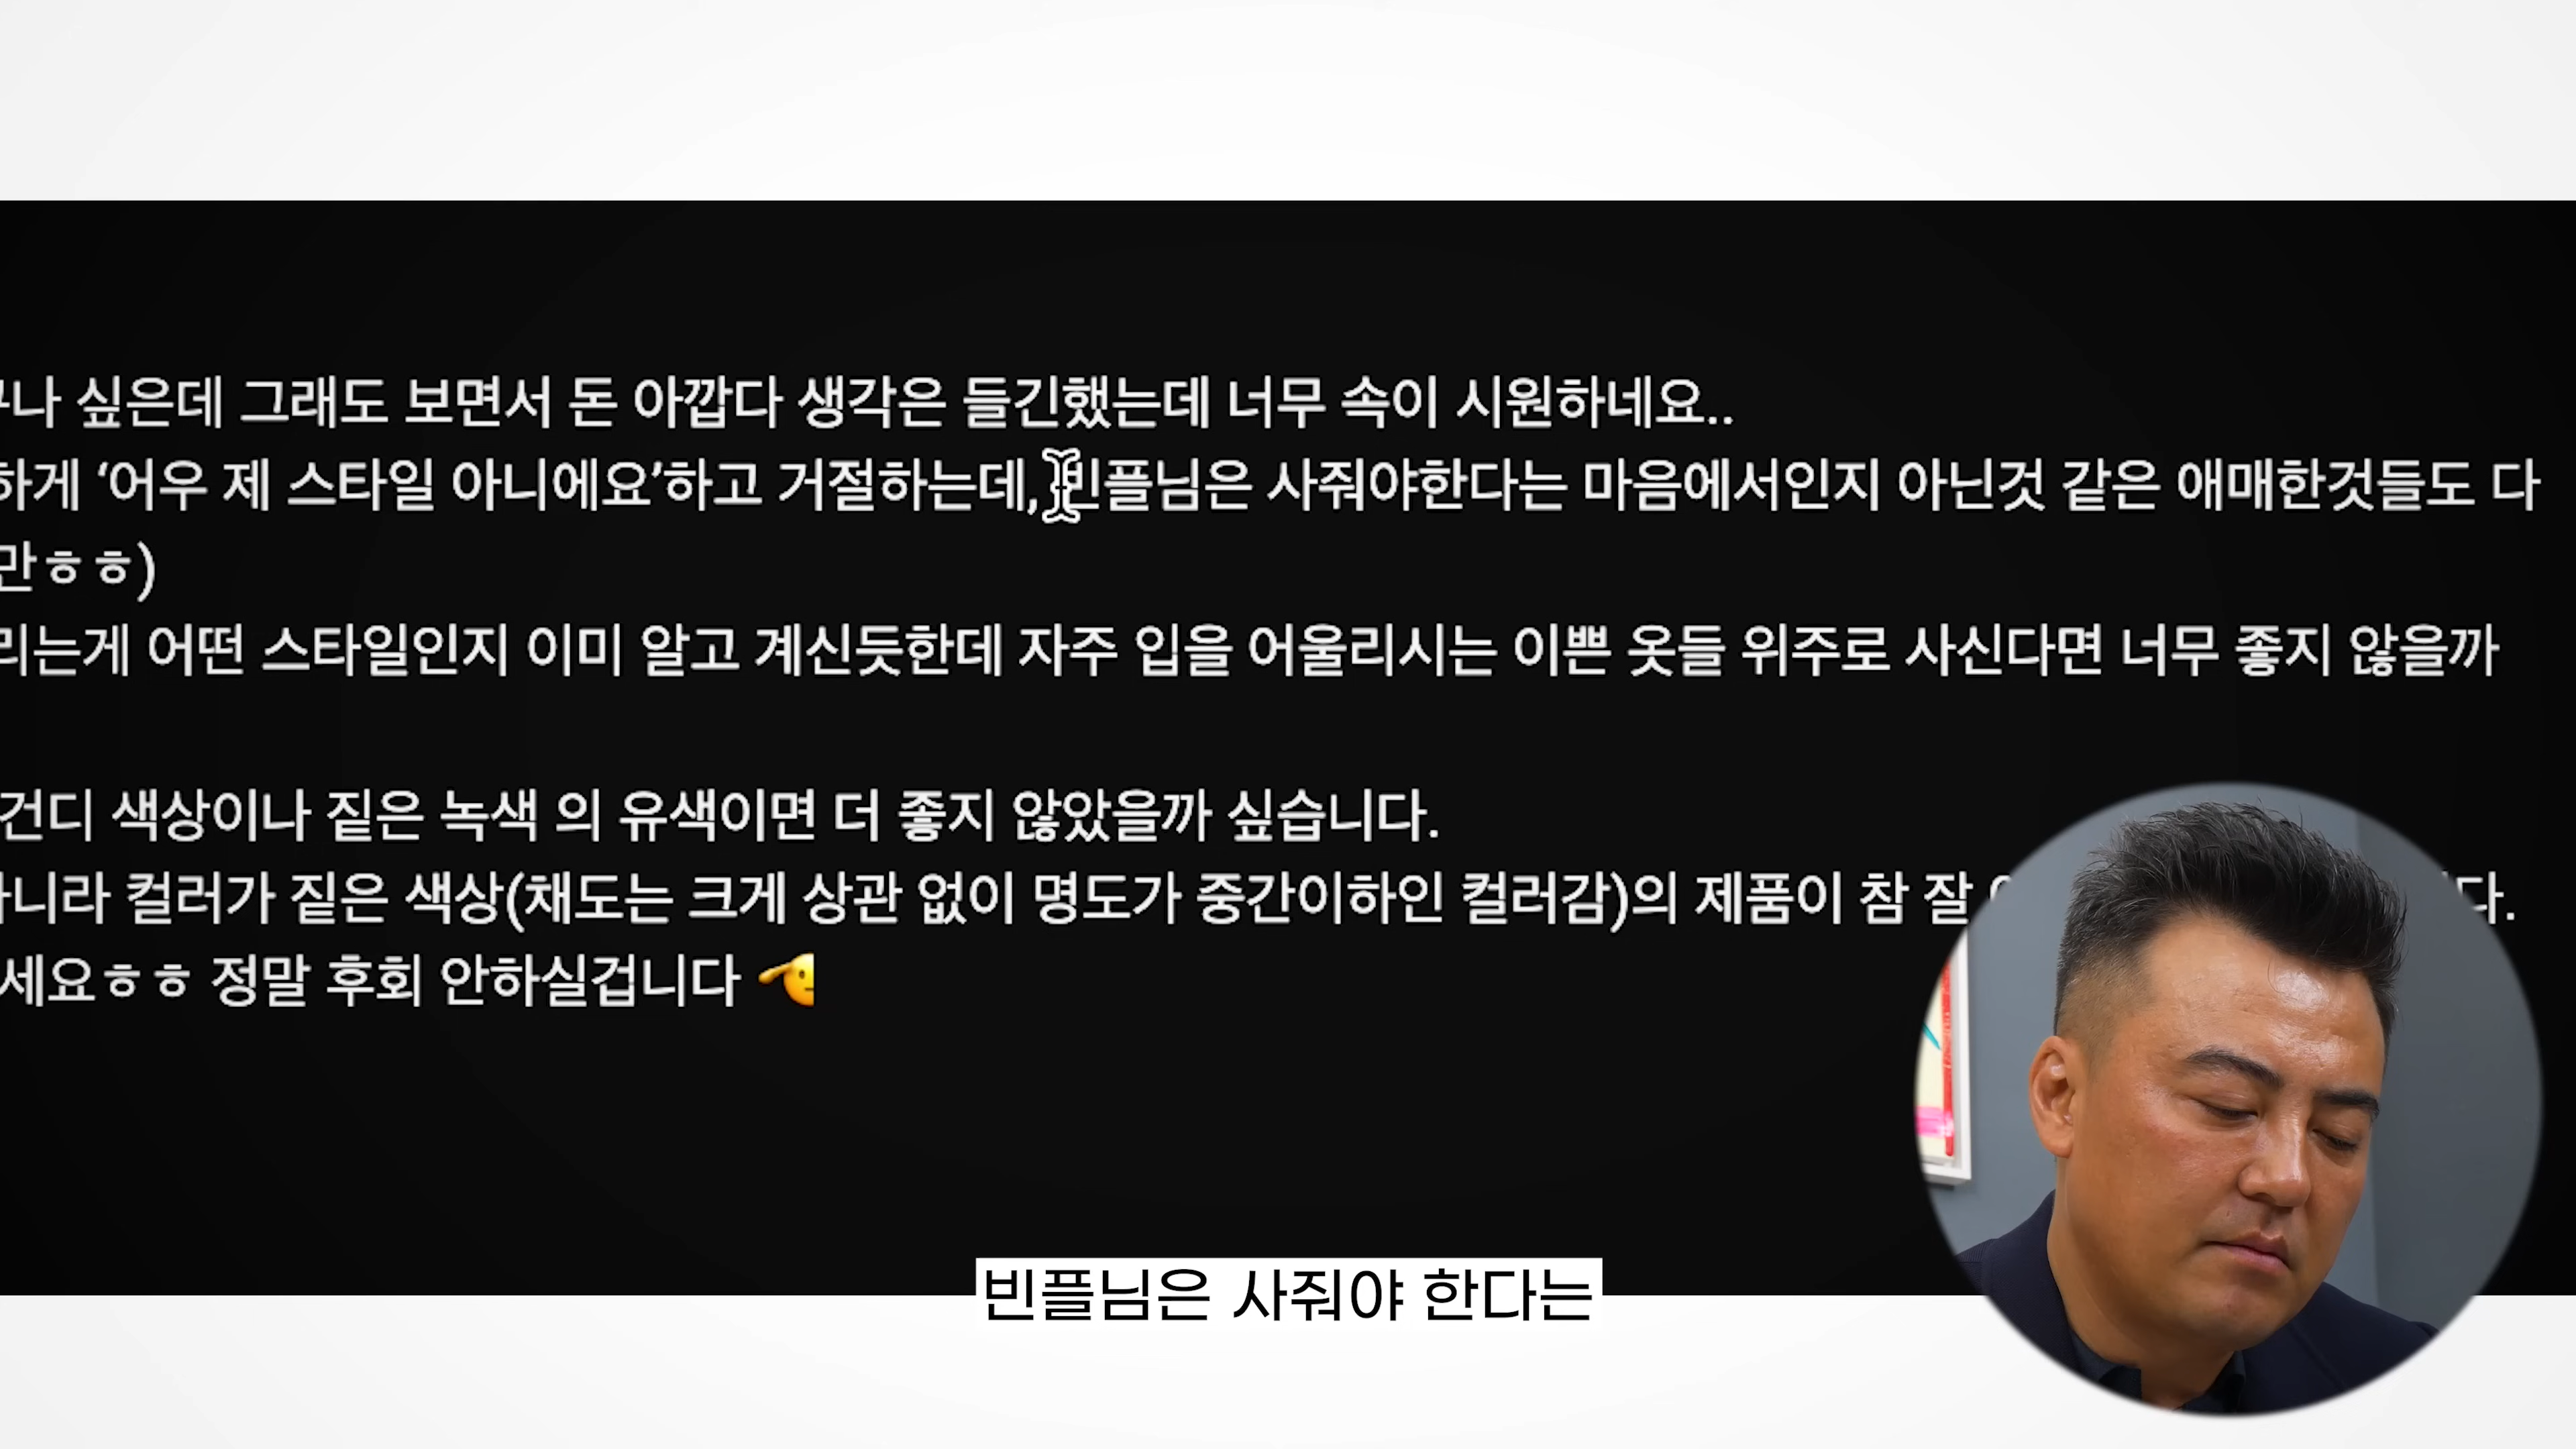 나 싶은데 그래도 보면서 돈 아깝다 생각은 들긴했는데 너무 속이 시원하네요..
하게 ‘어우 제 스타일 아니에요’하고 거절하는데, 빈플님은 사줘야한다는 마음에서인지 아닌것 같은 애매한것들도 다
만ㅎㅎ)
리는게 어떤 스타일인지 이미 알고 계신듯한데 자주 입을 어울리시는 이쁜 옷들 위주로 사신다면 너무 좋지 않을까
건디 색상이나 짙은 녹색 의 유색이면 더 좋지 않았을까 싶습니다.
아니라 컬러가 짙은 색상(채도는 크게 상관 없이 명도가 중간이하인 컬러감)의 제품이 참 잘 다.
세요ㅎㅎ 정말 후회 안하실겁니다
빈플님은 사줘야 한다는